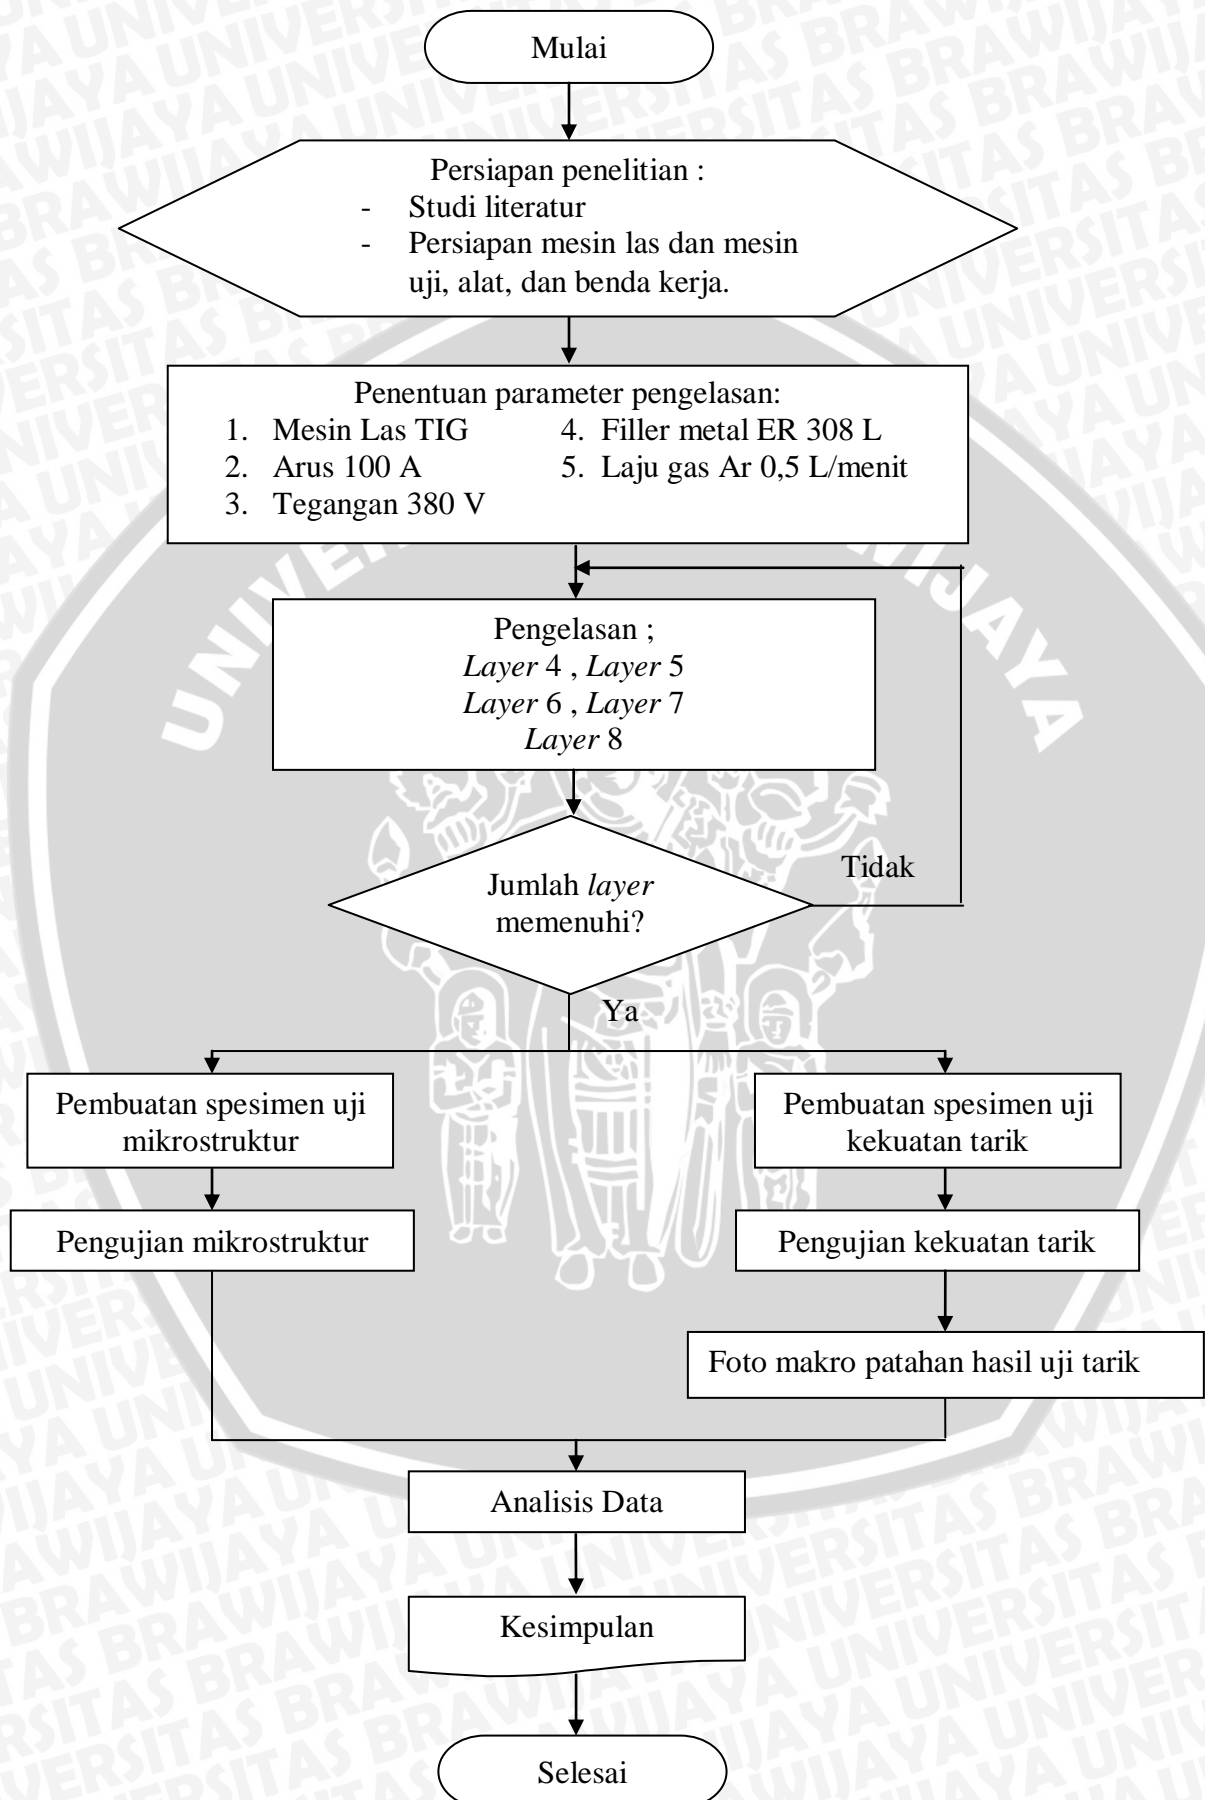 Mulai
Persiapan penelitian :
- Studi literatur
- Persiapan mesin las dan mesin
uji, alat, dan benda kerja.
Penentuan parameter pengelasan:
1. Mesin Las TIG
2. Arus 100 A
3. Tegangan 380 V
4. Filler metal ER 308 L
5. Laju gas Ar 0,5 L/menit
Pengelasan ;
Layer 4 , Layer 5
Layer 6 , Layer 7
Layer 8
Jumlah layer
memenuhi?
Tidak
Ya
Pembuatan spesimen uji
mikrostruktur
Pengujian mikrostruktur
Pembuatan spesimen uji
kekuatan tarik
Pengujian kekuatan tarik
Foto makro patahan hasil uji tarik
Analisis Data
Kesimpulan
Selesai